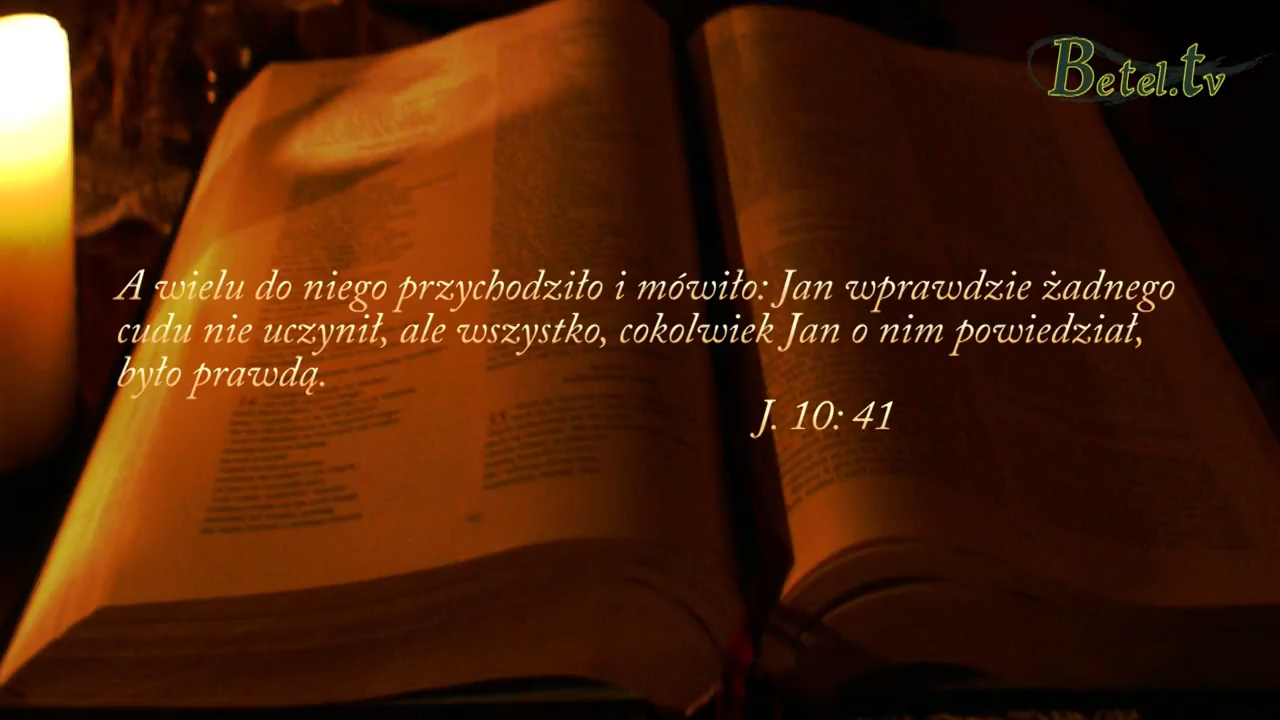 Betel.tv
A wielu do niego przychodziło i mówiło: Jan wprawdzie żadnego
cudu nie uczynił, ale wszystko, cokolwiek Jan o nim powiedział,
było prawdą.
J. 10: 41